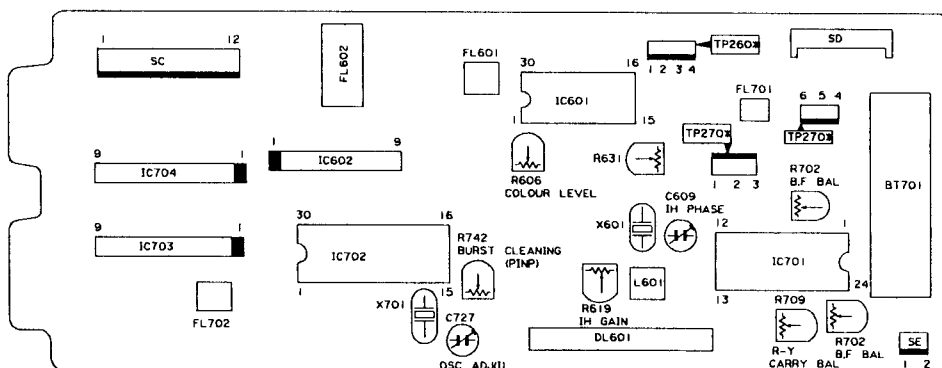 1 12
SC
FL602
FL601
30 16
IC601
1 15
1 2 3 4
TP260※
SD
FL701
6 5 4
TP270※
TP270※
1 2 3
BT701
9 1
IC704
1 9
IC602
R606
COLOUR LEVEL
R631
R702
B.F BAL
9 1
IC703
30 16
IC702
1 15
R742
BURST CLEANING
(PINP)
X601
C609
IH PHASE
12 1
IC701
13 24
FL702
X701
C727
OSC ADJ
R619
IH GAIN
L601
DL601
R709
R-Y
CARRY BAL
R702
B.F BAL
SE
1 2